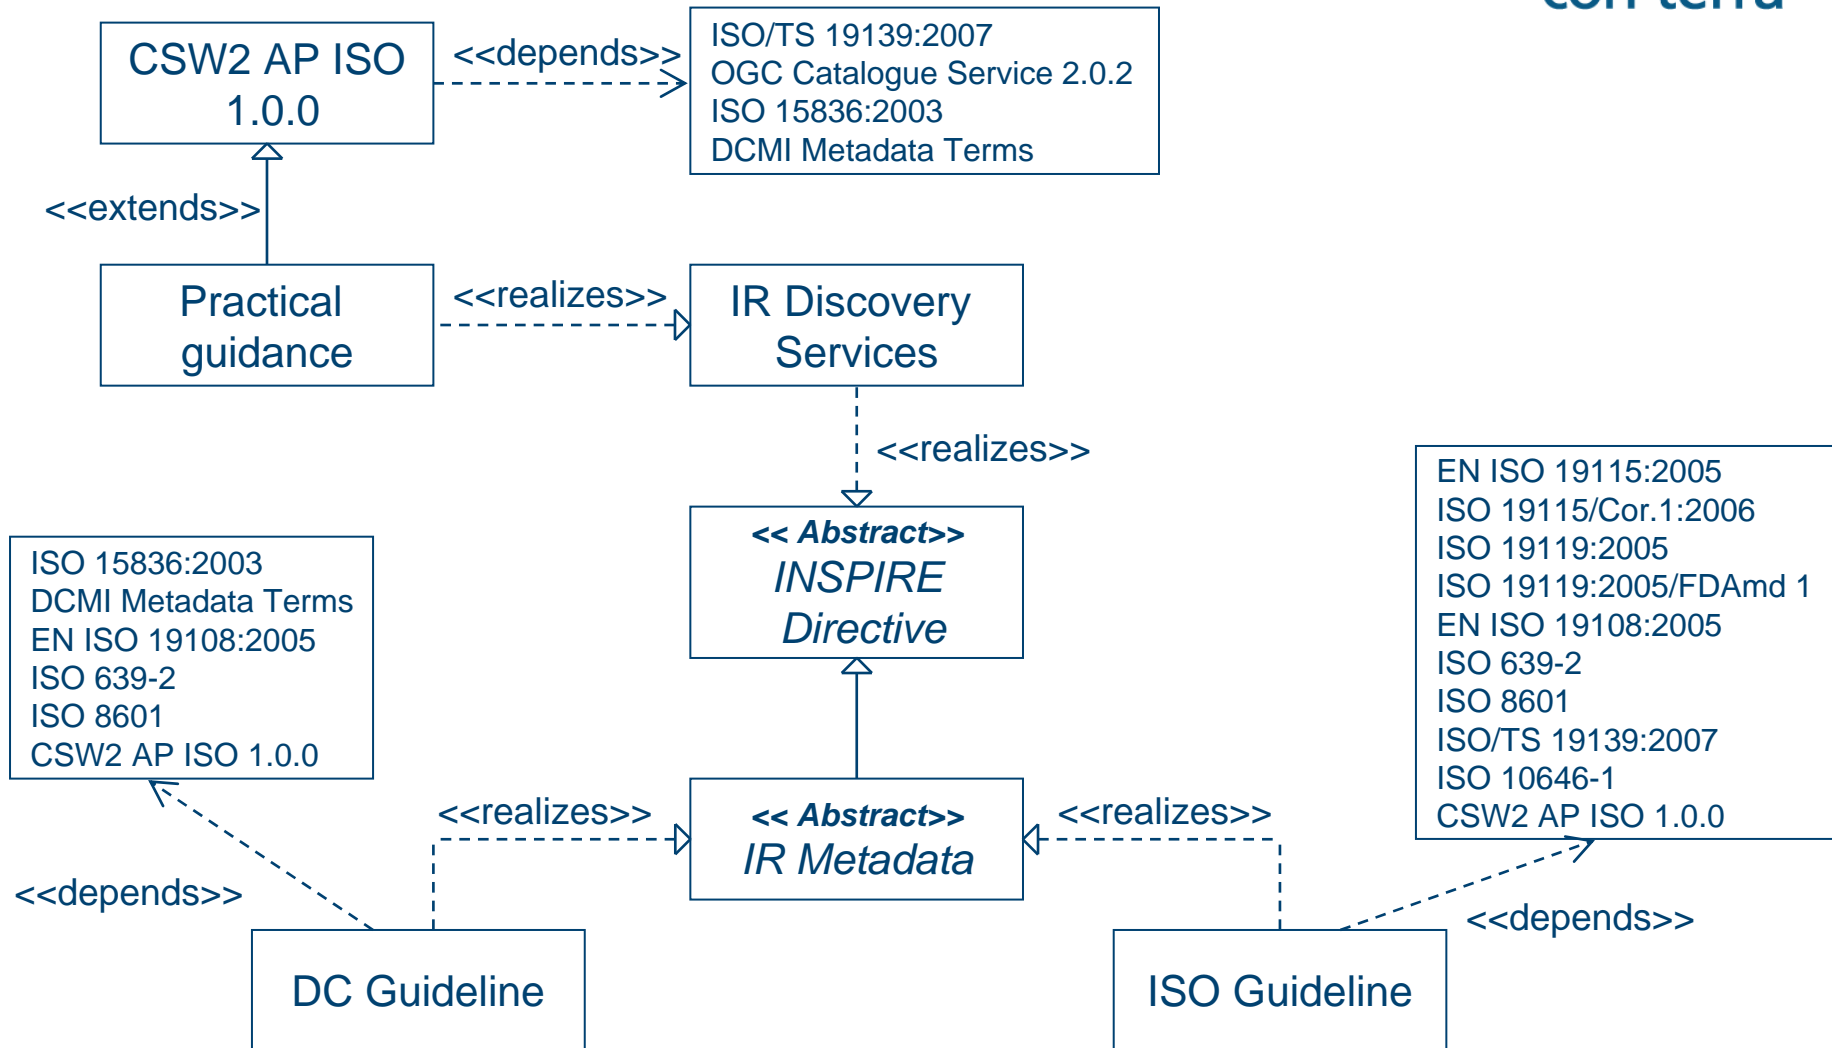 con terra
CSW2 AP ISO
1.0.0
<<depends>>
ISO/TS 19139:2007
OGC Catalogue Service 2.0.2
ISO 15836:2003
DCMI Metadata Terms
<<extends>>
Practical
guidance
<<realizes>>
IR Discovery
Services
<<realizes>>
<< Abstract>>
INSPIRE
Directive
ISO 15836:2003
DCMI Metadata Terms
EN ISO 19108:2005
ISO 639-2
ISO 8601
CSW2 AP ISO 1.0.0
EN ISO 19115:2005
ISO 19115/Cor.1:2006
ISO 19119:2005
ISO 19119:2005/FDAmd 1
EN ISO 19108:2005
ISO 639-2
ISO 8601
ISO/TS 19139:2007
ISO 10646-1
CSW2 AP ISO 1.0.0
<<realizes>>
<< Abstract>>
IR Metadata
<<realizes>>
<<depends>>
<<depends>>
DC Guideline
ISO Guideline